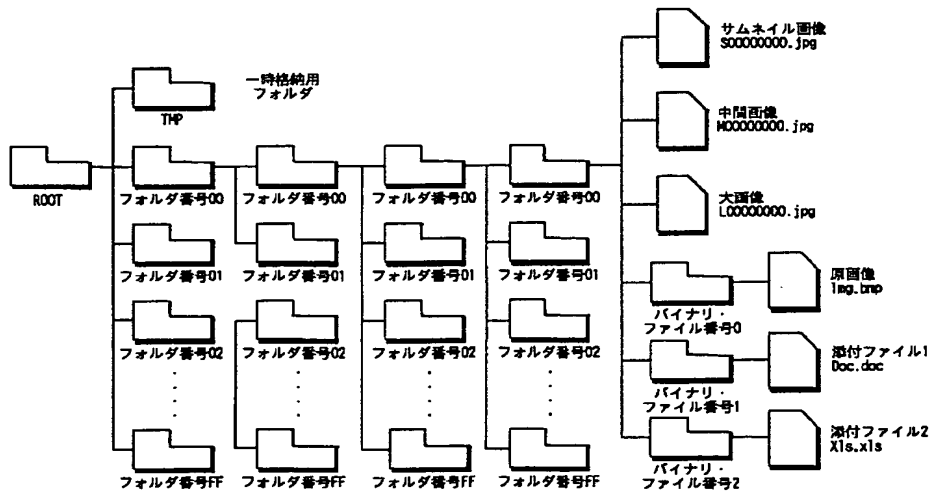 サムネイル画像
S00000000.jpg
一時格納用
フォルダ
TMP
中間画像
M00000000.jpg
ROOT
フォルダ番号00
フォルダ番号00
フォルダ番号00
フォルダ番号00
大画像
L00000000.jpg
フォルダ番号01
フォルダ番号01
フォルダ番号01
フォルダ番号01
原画像
Img.bmp
バイナリ・
ファイル番号0
フォルダ番号02
フォルダ番号02
フォルダ番号02
フォルダ番号02
添付ファイル1
Doc.doc
バイナリ・
ファイル番号1
添付ファイル2
Xls.xls
フォルダ番号FF
フォルダ番号FF
フォルダ番号FF
フォルダ番号FF
バイナリ・
ファイル番号2